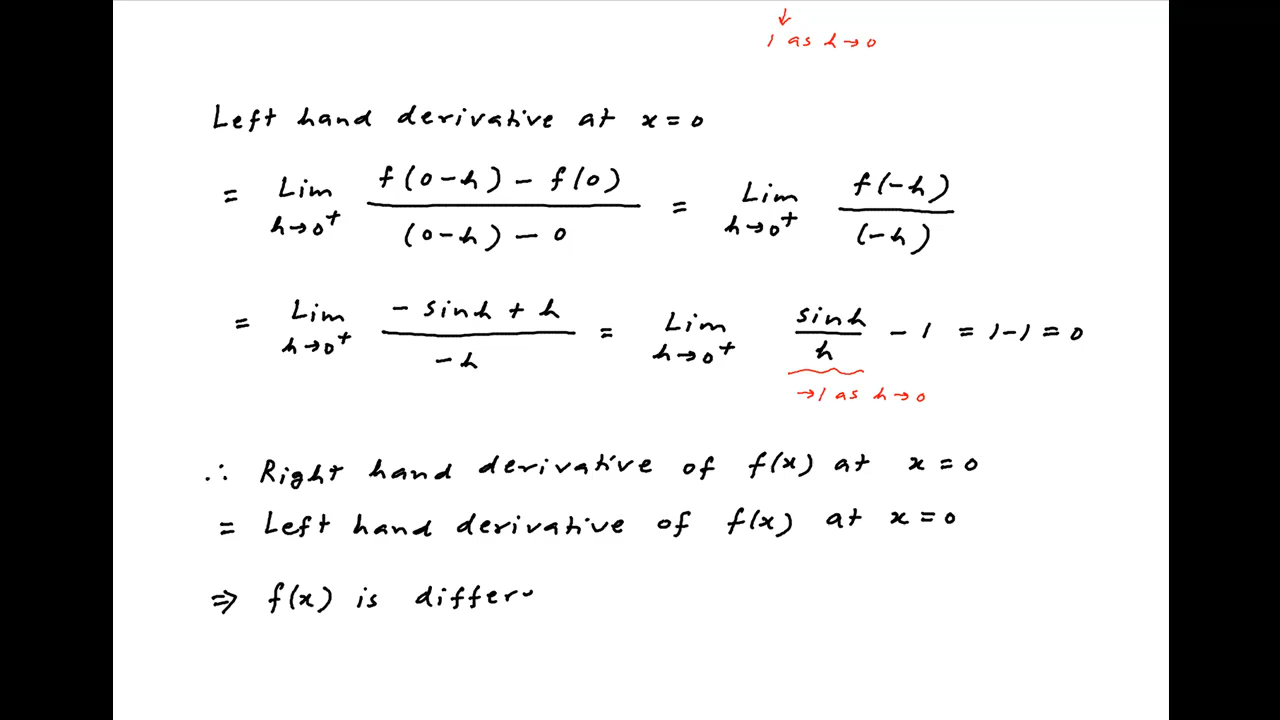 ↓
1 as h→0
Left hand derivative at x=0
= Lim h→0⁺ (f(0-h) - f(0)) / ((0-h) - 0) = Lim h→0⁺ f(-h) / (-h)
= Lim h→0⁺ (- sinh + h) / (-h) = Lim h→0⁺ sinh / h - 1 = 1-1 = 0
→1 as h→0
∴ Right hand derivative of f(x) at x=0
= Left hand derivative of f(x) at x=0
⇒ f(x) is differ